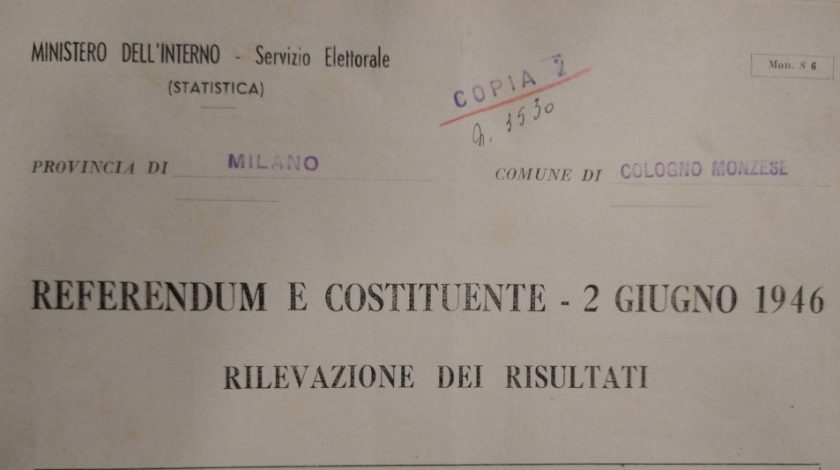 MINISTERO DELL'INTERNO - Servizio Elettorale
(STATISTICA)
MOD. S 6
COPIA
n. 3530
PROVINCIA DI MILANO
COMUNE DI COLOGNO MONZESE
REFERENDUM E COSTITUENTE - 2 GIUGNO 1946
RILEVAZIONE DEI RISULTATI